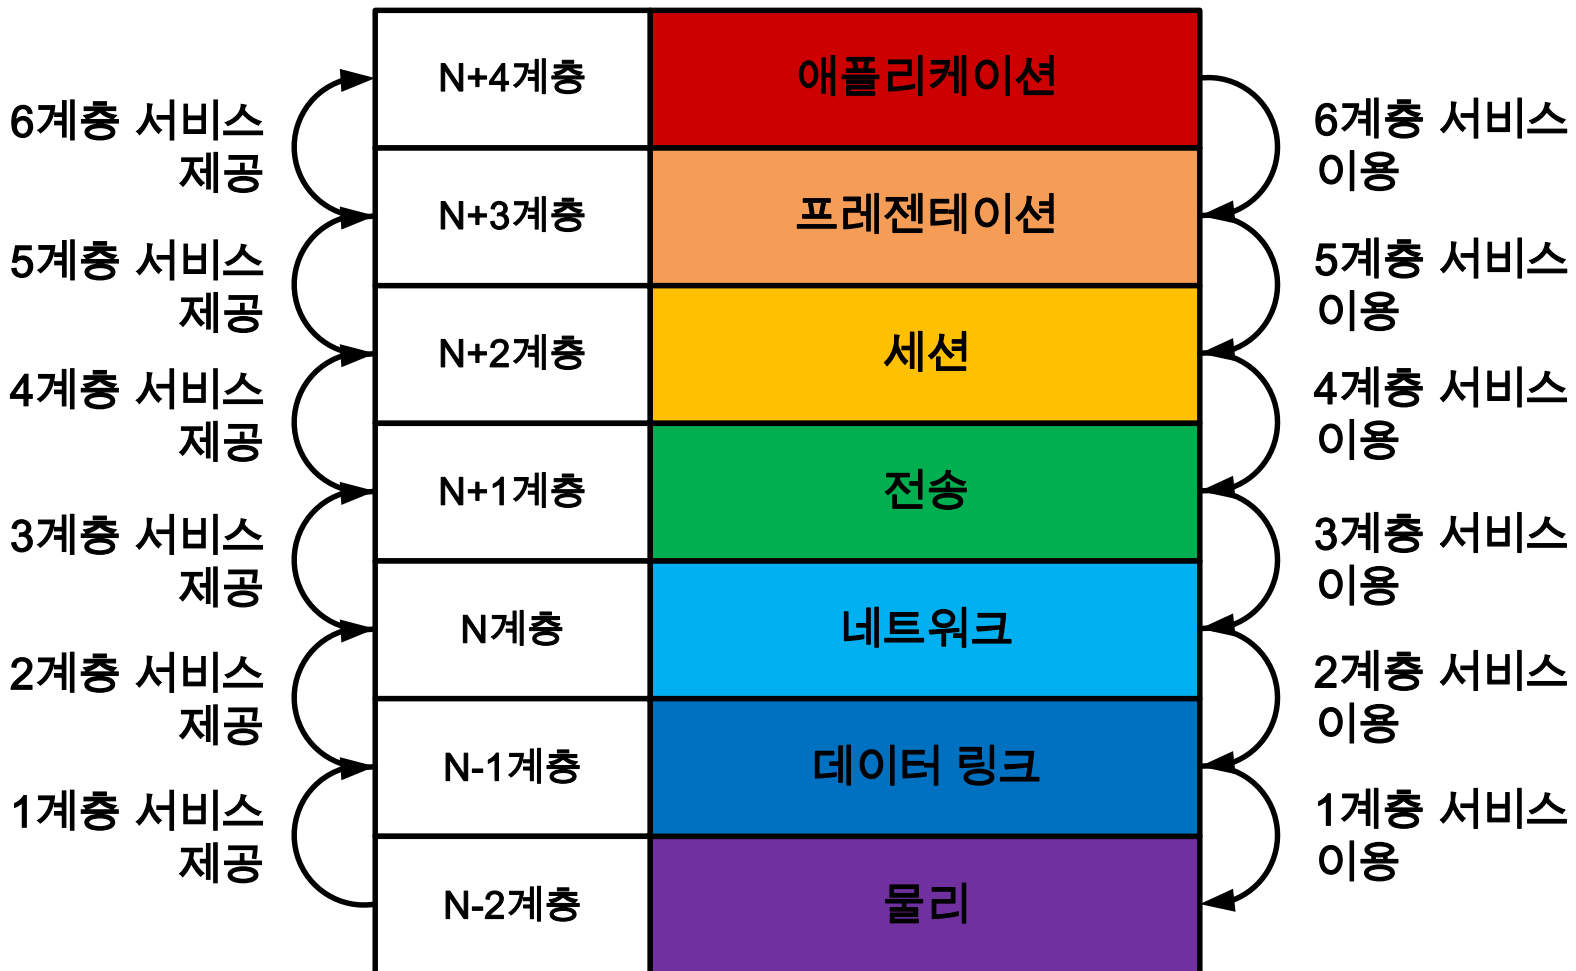 N+4계층
애플리케이션
6계층 서비스
제공
6계층 서비스
이용
N+3계층
프레젠테이션
5계층 서비스
제공
5계층 서비스
이용
N+2계층
세션
4계층 서비스
제공
4계층 서비스
이용
N+1계층
전송
3계층 서비스
제공
3계층 서비스
이용
N계층
네트워크
2계층 서비스
제공
2계층 서비스
이용
N-1계층
데이터 링크
1계층 서비스
제공
1계층 서비스
이용
N-2계층
물리